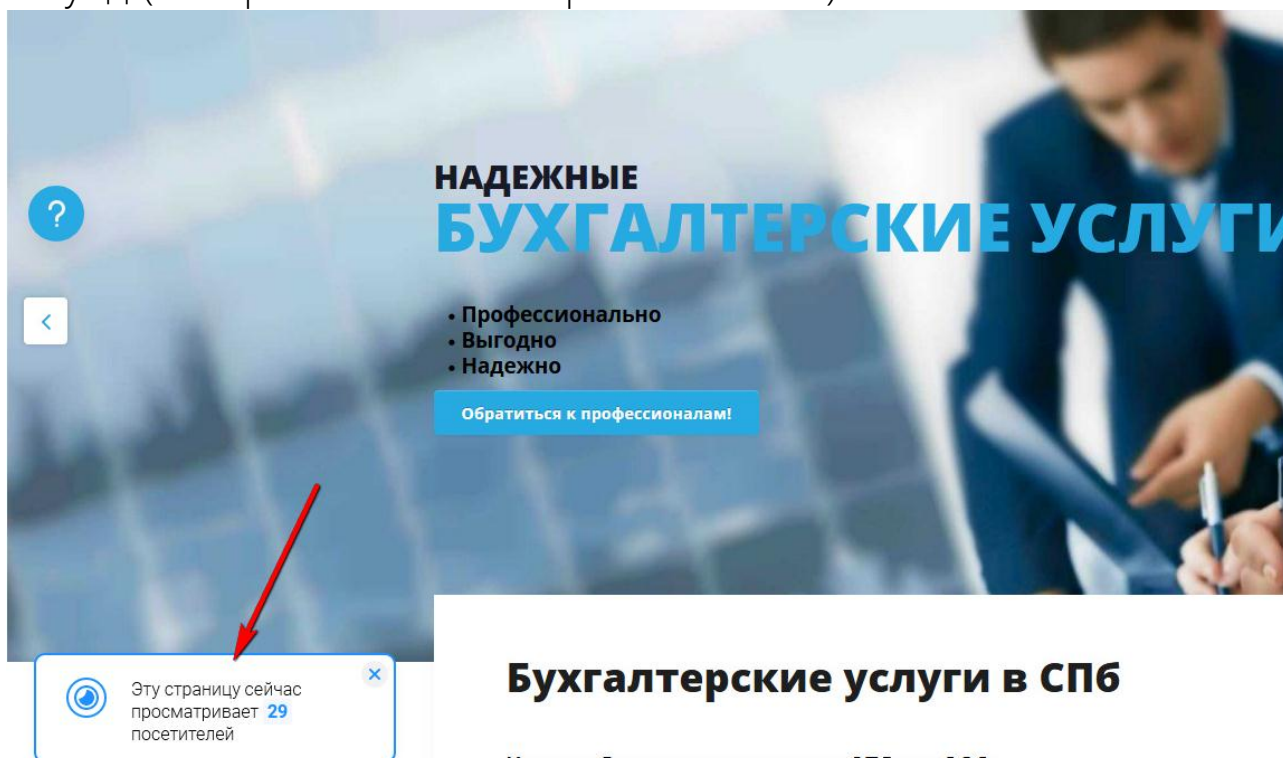 ?
НАДЕЖНЫЕ
БУХГАЛТЕРСКИЕ УСЛУГИ
• Профессионально
• Выгодно
• Надежно
Обратиться к профессионалам!
Бухгалтерские услуги в СПб
Эту страницу сейчас
просматривает 29
посетителей